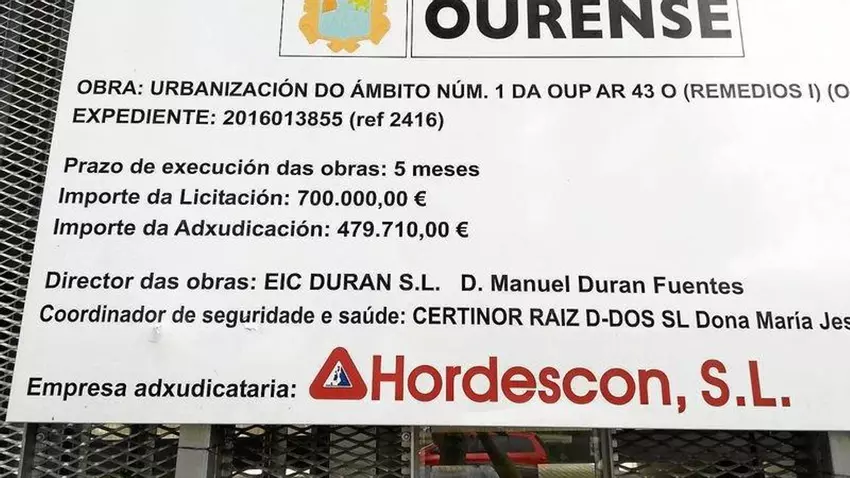 OURENSE
OBRA: URBANIZACIÓN DO ÁMBITO NÚM. 1 DA OUP AR 43 O (REMEDIOS I) (O
EXPEDIENTE: 2016013855 (ref 2416)
Prazo de execución das obras: 5 meses
Importe da Licitación: 700.000,00 €
Importe da Adxudicación: 479.710,00 €
Director das obras: EIC DURAN S.L. D. Manuel Duran Fuentes
Coordinador de seguridade e saúde: CERTINOR RAIZ D-DOS SL Dona María Jes
Empresa adxudicataria: Hordescon, S.L.